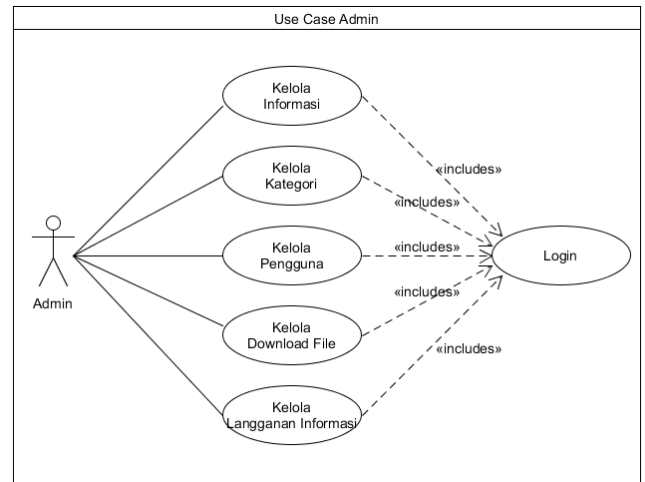 Use Case Admin
Kelola
Informasi
«includes»
Kelola
Kategori
«includes»
Kelola
Pengguna
«includes»
Login
Admin
«includes»
Kelola
Download File
«includes»
Kelola
Langganan Informasi